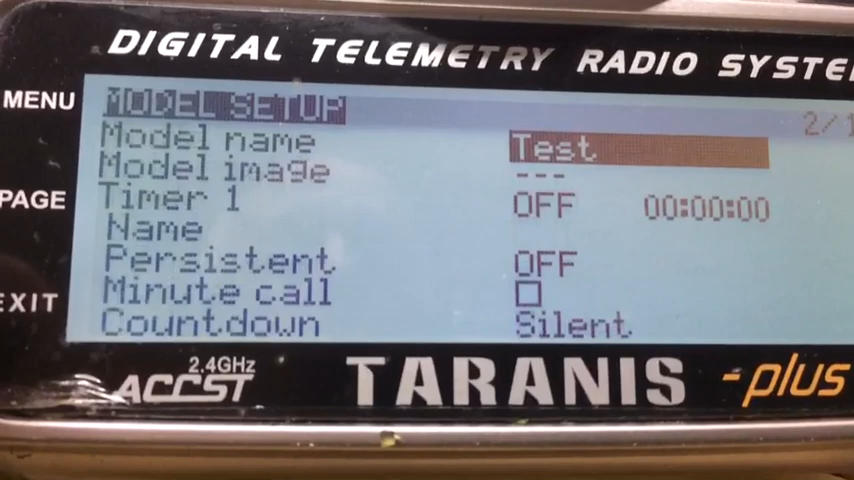 DIGITAL TELEMETRY RADIO SYSTE
MENU
MODEL SETUP
2/1
Model name Test
Model image ---
PAGE
Timer 1 OFF 00:00:00
Name
Persistent OFF
EXIT
Minute call
Countdown Silent
2.4GHz
ACCST
TARANIS -plus